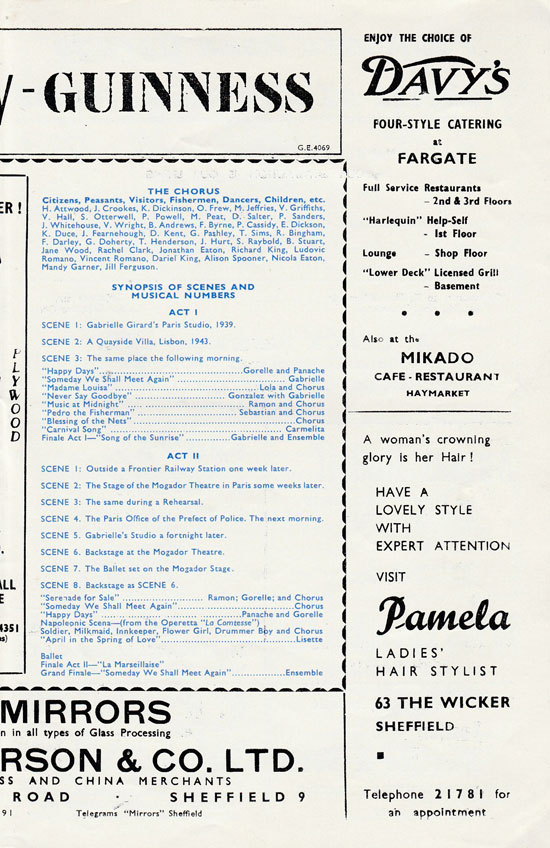 y - GUINNESS
G.E.4069
ER !
PLYWOOD
ALL
E
4351
THE CHORUS
Citizens, Peasants, Visitors, Fishermen, Dancers, Children, etc.
H. Attwood, J. Crookes, K. Dickinson, O. Frew, M. Jeffries, V. Griffiths,
V. Hall, S. Otterwell, P. Powell, M. Peat, D. Salter, P. Sanders,
J. Whitehouse, V. Wright, B. Andrews, F. Byrne, P. Cassidy, E. Dickson,
K. Duce, J. Fearnehough, D. Kent, G. Pashley, T. Sims, R. Bingham,
F. Darley, G. Doherty, T. Henderson, J. Hurt, S. Raybold, B. Stuart,
Jane Wood, Rachel Clark, Jonathan Eaton, Richard King, Ludovic
Romano, Vincent Romano, Dariel King, Alison Spooner, Nicola Eaton,
Mandy Garner, Jill Ferguson.
SYNOPSIS OF SCENES AND
MUSICAL NUMBERS
ACT I
SCENE 1: Gabrielle Girard's Paris Studio, 1939.
SCENE 2: A Quayside Villa, Lisbon, 1943.
SCENE 3: The same place the following morning.
"Happy Days" Gorelle and Panache
"Someday We Shall Meet Again" Gabrielle
"Madame Louisa" Lola and Chorus
"Never Say Goodbye" Gonzalez with Gabrielle
"Music at Midnight" Ramon and Chorus
"Pedro the Fisherman" Sebastian and Chorus
"Blessing of the Nets" Chorus
"Carnival Song" Carmelita
Finale Act I—"Song of the Sunrise" Gabrielle and Ensemble
ACT II
SCENE 1: Outside a Frontier Railway Station one week later.
SCENE 2: The Stage of the Mogador Theatre in Paris some weeks later.
SCENE 3: The same during a Rehearsal.
SCENE 4. The Paris Office of the Prefect of Police. The next morning.
SCENE 5. Gabrielle's Studio a fortnight later.
SCENE 6. Backstage at the Mogador Theatre.
SCENE 7. The Ballet set on the Mogador Stage.
SCENE 8. Backstage as SCENE 6.
"Serenade for Sale" Ramon; Gorelle; and Chorus
"Someday We Shall Meet Again" Chorus
"Happy Days" Panache and Gorelle
Napoleonic Scena—(from the Operetta "La Comtesse")
Soldier, Milkmaid, Innkeeper, Flower Girl, Drummer Boy and Chorus
"April in the Spring of Love" Lisette
Ballet
Finale Act II—"La Marseillaise"
Grand Finale—"Someday We Shall Meet Again" Ensemble
MIRRORS
n in all types of Glass Processing
RSON & CO. LTD.
SS AND CHINA MERCHANTS
ROAD · SHEFFIELD 9
91 Telegrams "Mirrors" Sheffield
ENJOY THE CHOICE OF
DAVY'S
FOUR-STYLE CATERING
at
FARGATE
Full Service Restaurants
– 2nd & 3rd Floors
"Harlequin" Help-Self
– 1st Floor
Lounge – Shop Floor
"Lower Deck" Licensed Grill
– Basement
Also at the
MIKADO
CAFE - RESTAURANT
HAYMARKET
A woman's crowning
glory is her Hair !
HAVE A
LOVELY STYLE
WITH
EXPERT ATTENTION
VISIT
Pamela
LADIES'
HAIR STYLIST
63 THE WICKER
SHEFFIELD
Telephone 21781 for
an appointment